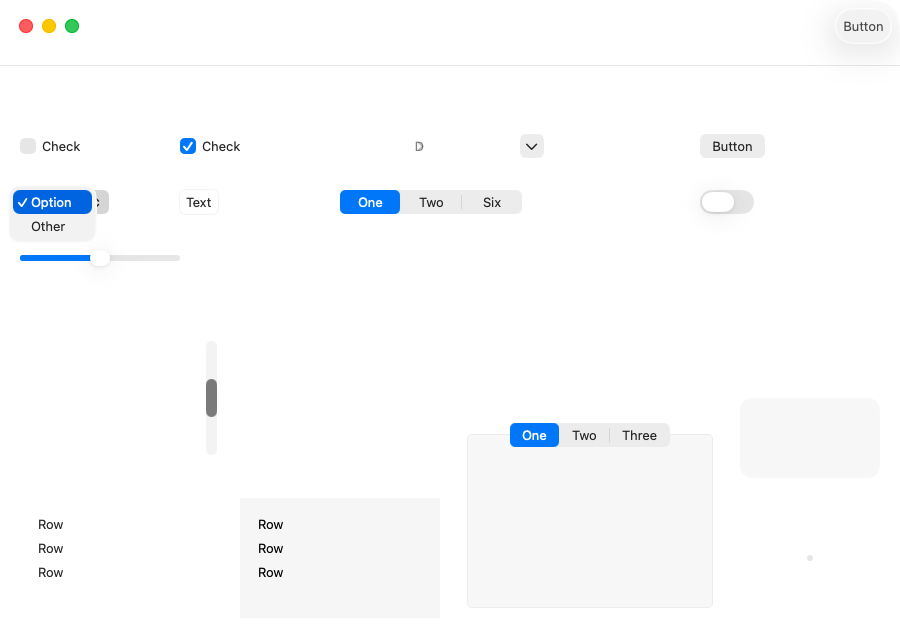 Button
Check
Check
Button
Option
Text
One
Two
Six
Other
One
Two
Three
Row
Row
Row
Row
Row
Row